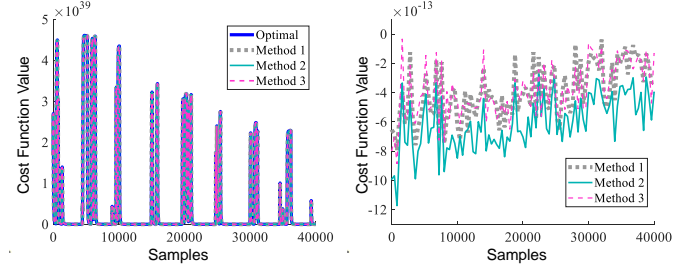 ×10^39
5
4
3
2
1
0
Cost Function Value
Optimal
Method 1
Method 2
Method 3
0 10000 20000 30000 40000
Samples
×10^-13
0
-2
-4
-6
-8
-10
-12
Cost Function Value
Method 1
Method 2
Method 3
0 10000 20000 30000 40000
Samples